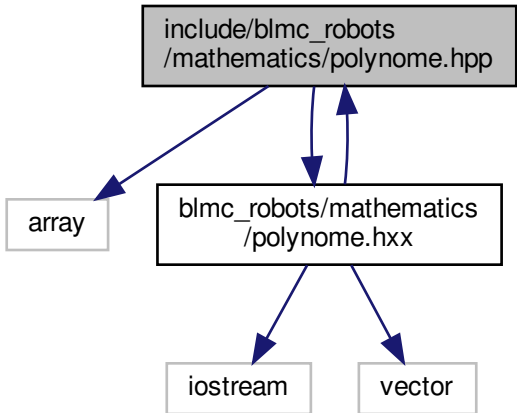 include/blmc_robots
/mathematics/polynome.hpp
array
blmc_robots/mathematics
/polynome.hxx
iostream
vector